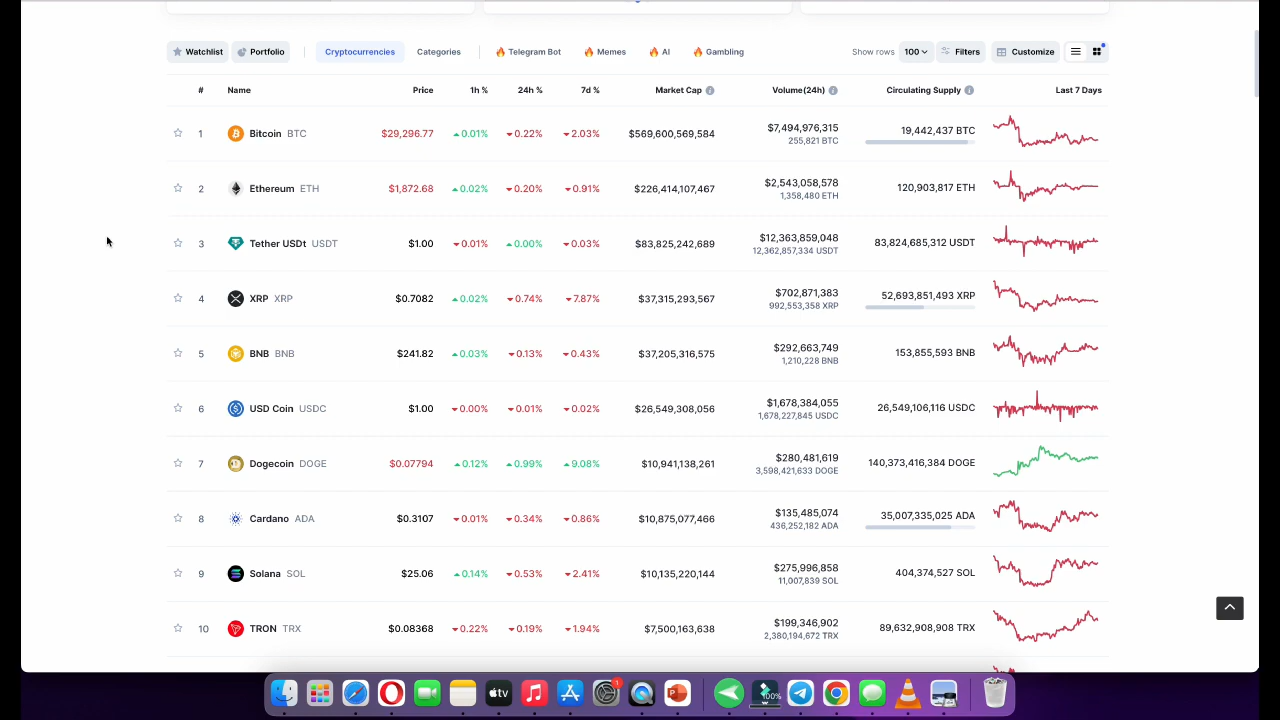 Watchlist Portfolio Cryptocurrencies Categories Telegram Bot Memes AI Gambling Show rows 100 Filters Customize
# Name Price 1h % 24h % 7d % Market Cap Volume(24h) Circulating Supply Last 7 Days
1 Bitcoin BTC $29,296.77 0.01% 0.22% 2.03% $569,600,569,584 $7,494,976,315 19,442,437 BTC
255,821 BTC
2 Ethereum ETH $1,872.68 0.02% 0.20% 0.91% $226,414,107,467 $2,543,058,578 120,903,817 ETH
1,358,480 ETH
3 Tether USDt USDT $1.00 0.01% 0.00% 0.03% $83,825,242,689 $12,363,859,048 83,824,685,312 USDT
12,362,857,334 USDT
4 XRP XRP $0.7082 0.02% 0.74% 7.87% $37,315,293,567 $702,871,383 52,693,851,493 XRP
992,553,358 XRP
5 BNB BNB $241.82 0.03% 0.13% 0.43% $37,205,316,575 $292,663,749 153,855,593 BNB
1,210,228 BNB
6 USD Coin USDC $1.00 0.00% 0.01% 0.02% $26,549,308,056 $1,678,384,055 26,549,106,116 USDC
1,678,227,845 USDC
7 Dogecoin DOGE $0.07794 0.12% 0.99% 9.08% $10,941,138,261 $280,481,619 140,373,416,384 DOGE
3,598,421,633 DOGE
8 Cardano ADA $0.3107 0.01% 0.34% 0.86% $10,875,077,466 $135,485,074 35,007,335,025 ADA
436,252,182 ADA
9 Solana SOL $25.06 0.14% 0.53% 2.41% $10,135,220,144 $275,996,858 404,374,527 SOL
11,007,839 SOL
10 TRON TRX $0.08368 0.22% 0.19% 1.94% $7,500,163,638 $199,346,902 89,632,908,908 TRX
2,380,194,672 TRX
tv 1 100%